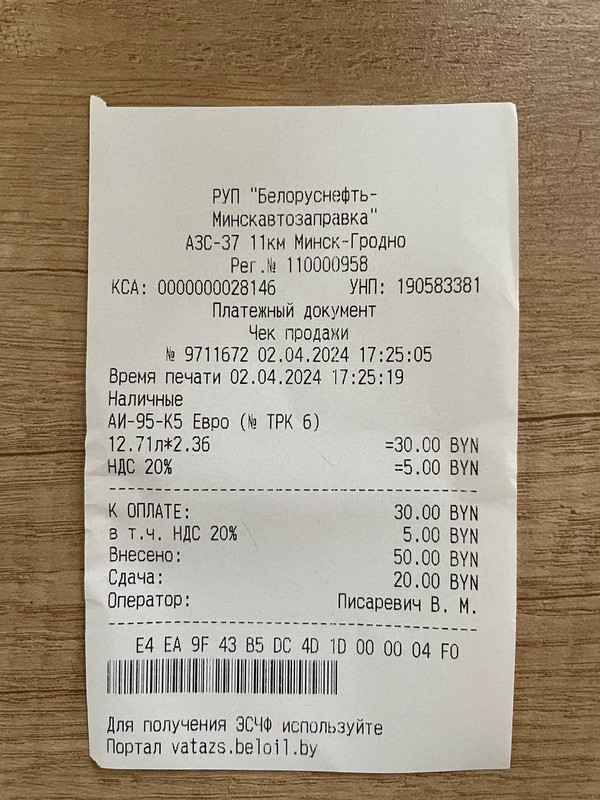 РУП "Белоруснефть-
Минскавтозаправка"
АЗС-37 11км Минск-Гродно
Рег.№ 110000958
КСА: 0000000028146 УНП: 190583381
Платежный документ
Чек продажи
№ 9711672 02.04.2024 17:25:05
Время печати 02.04.2024 17:25:19
Наличные
АИ-95-К5 Евро (№ ТРК 6)
12.71л*2.36 =30.00 BYN
НДС 20% =5.00 BYN
К ОПЛАТЕ: 30.00 BYN
в т.ч. НДС 20% 5.00 BYN
Внесено: 50.00 BYN
Сдача: 20.00 BYN
Оператор: Писаревич В. М.
E4 EA 9F 43 B5 DC 4D 1D 00 00 04 F0
Для получения ЭСЧФ используйте
Портал vatazs.beloil.by